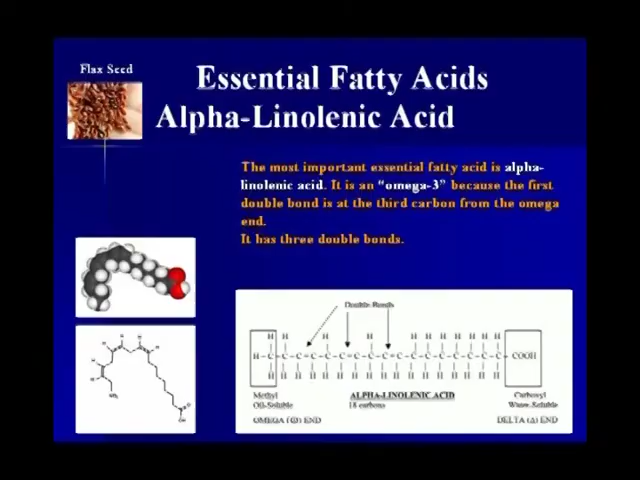 Flax Seed
Essential Fatty Acids
Alpha-Linolenic Acid
The most important essential fatty acid is alpha-
linolenic acid. It is an "omega-3" because the first
double bond is at the third carbon from the omega
end.
It has three double bonds.
Double Bonds
H H H H H H H H H H H H
H-C-C-C=C-C-C=C-C-C=C-C-C-C-C-C-C-C- COOH
H H H H H H H H H H H H H H H H H
Methyl ALPHA-LINOLENIC ACID Carboxyl
Oil-Soluble 18 carbons Water-Soluble
OMEGA (Ω) END DELTA (Δ) END